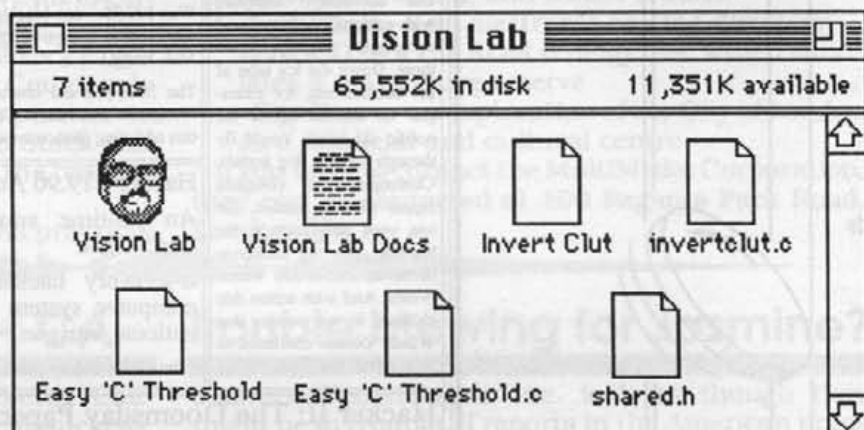 Vision Lab
7 items 65,552K in disk 11,351K available
Vision Lab Vision Lab Docs Invert Clut invertclut.c
Easy 'C' Threshold Easy 'C' Threshold.c shared.h